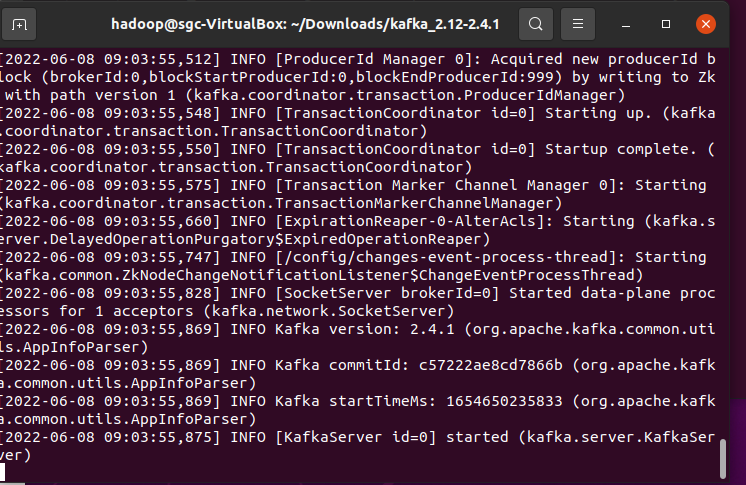 hadoop@sgc-VirtualBox: ~/Downloads/kafka_2.12-2.4.1
[2022-06-08 09:03:55,512] INFO [ProducerId Manager 0]: Acquired new producerId b
lock (brokerId:0,blockStartProducerId:0,blockEndProducerId:999) by writing to Zk
 with path version 1 (kafka.coordinator.transaction.ProducerIdManager)
[2022-06-08 09:03:55,548] INFO [TransactionCoordinator id=0] Starting up. (kafka
.coordinator.transaction.TransactionCoordinator)
[2022-06-08 09:03:55,550] INFO [TransactionCoordinator id=0] Startup complete. (
kafka.coordinator.transaction.TransactionCoordinator)
[2022-06-08 09:03:55,575] INFO [Transaction Marker Channel Manager 0]: Starting
(kafka.coordinator.transaction.TransactionMarkerChannelManager)
[2022-06-08 09:03:55,660] INFO [ExpirationReaper-0-AlterAcls]: Starting (kafka.s
erver.DelayedOperationPurgatory$ExpiredOperationReaper)
[2022-06-08 09:03:55,747] INFO [/config/changes-event-process-thread]: Starting
(kafka.common.ZkNodeChangeNotificationListener$ChangeEventProcessThread)
[2022-06-08 09:03:55,828] INFO [SocketServer brokerId=0] Started data-plane proc
essors for 1 acceptors (kafka.network.SocketServer)
[2022-06-08 09:03:55,869] INFO Kafka version: 2.4.1 (org.apache.kafka.common.uti
ls.AppInfoParser)
[2022-06-08 09:03:55,869] INFO Kafka commitId: c57222ae8cd7866b (org.apache.kafk
a.common.utils.AppInfoParser)
[2022-06-08 09:03:55,869] INFO Kafka startTimeMs: 1654650235833 (org.apache.kafk
a.common.utils.AppInfoParser)
[2022-06-08 09:03:55,875] INFO [KafkaServer id=0] started (kafka.server.KafkaSer
ver)